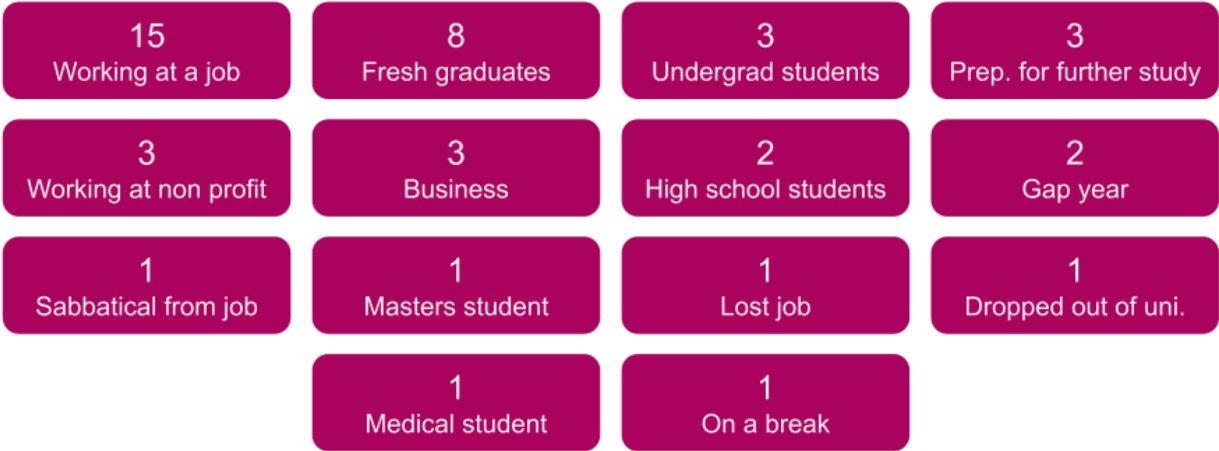 15
Working at a job
8
Fresh graduates
3
Undergrad students
3
Prep. for further study
3
Working at non profit
3
Business
2
High school students
2
Gap year
1
Sabbatical from job
1
Masters student
1
Lost job
1
Dropped out of uni.
1
Medical student
1
On a break